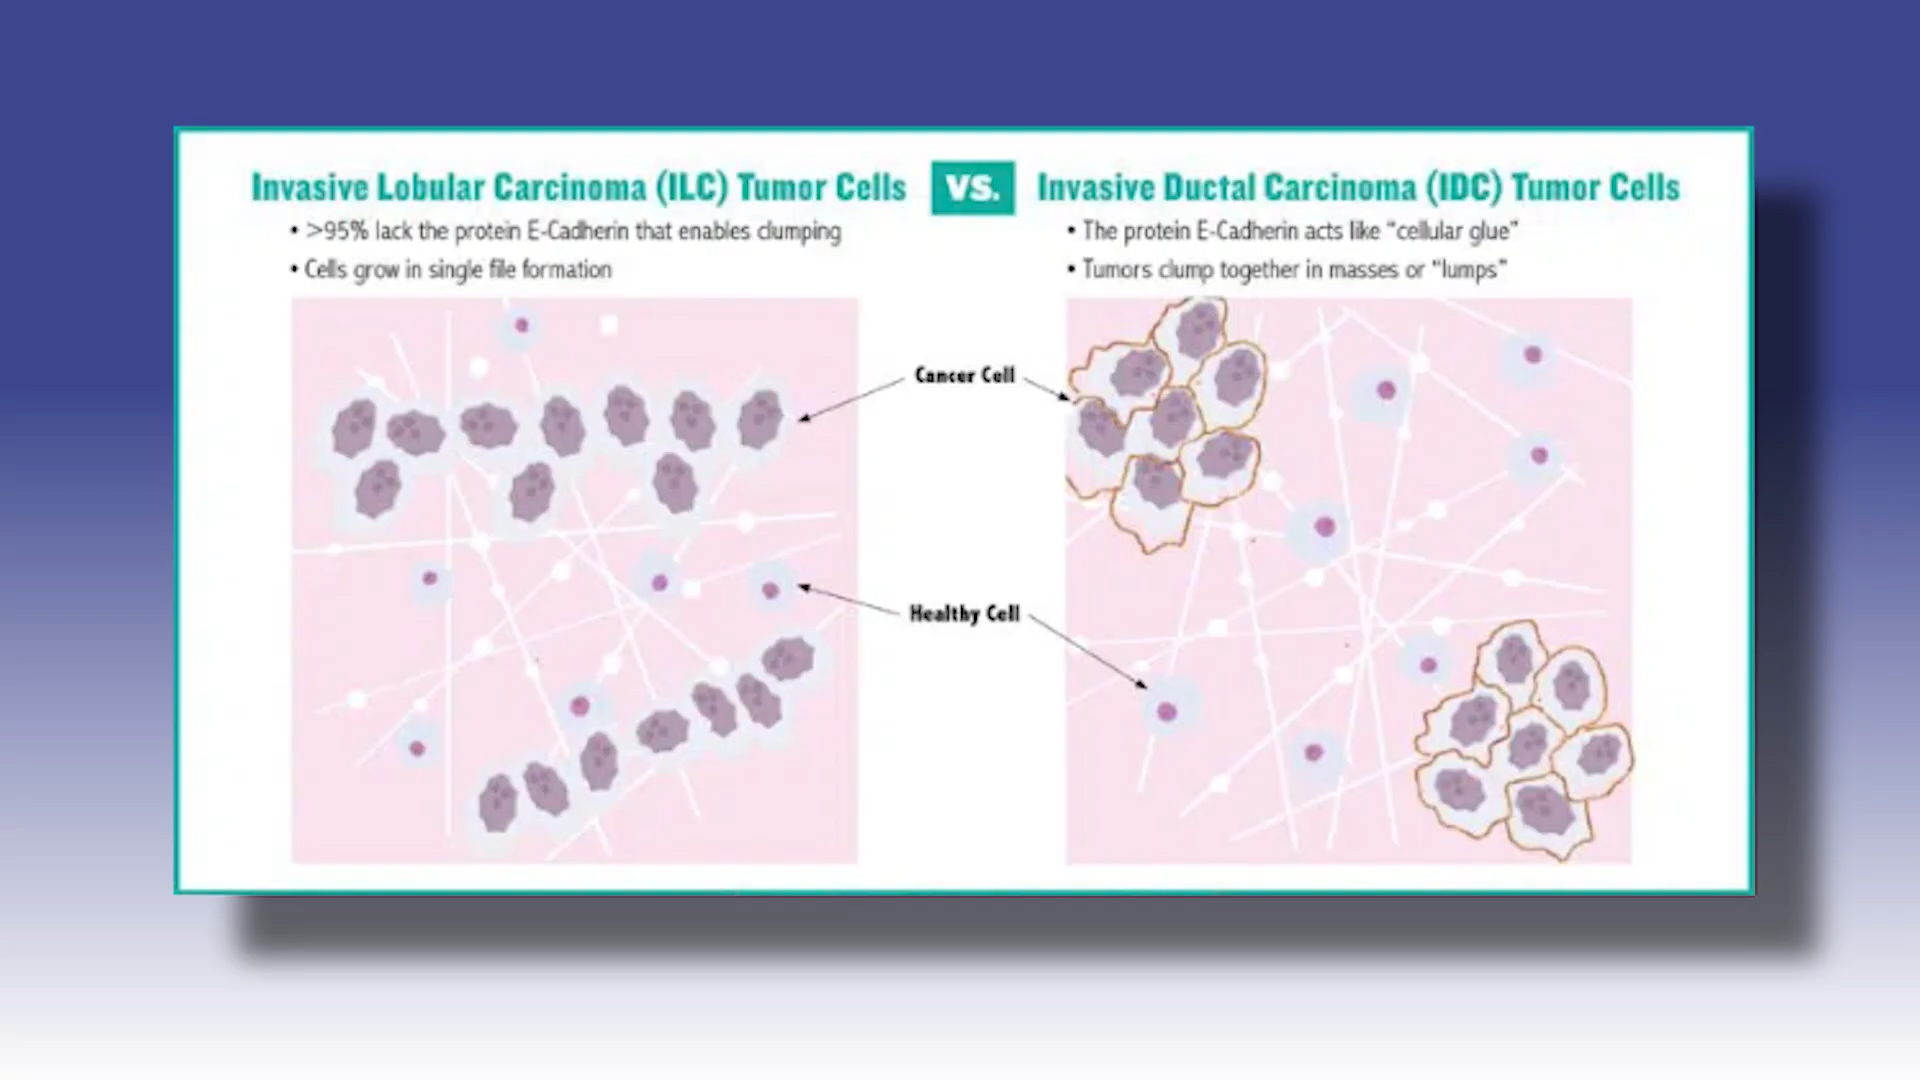 Invasive Lobular Carcinoma (ILC) Tumor Cells
• >95% lack the protein E-Cadherin that enables clumping
• Cells grow in single file formation
VS.
Invasive Ductal Carcinoma (IDC) Tumor Cells
• The protein E-Cadherin acts like “cellular glue”
• Tumors clump together in masses or “lumps”
Cancer Cell
Healthy Cell